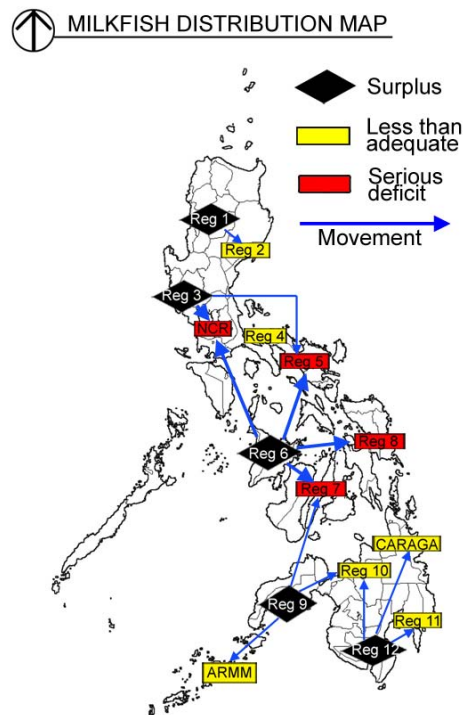 MILKFISH DISTRIBUTION MAP
Surplus
Less than
adequate
Serious
deficit
Movement
Reg 1
Reg 2
Reg 3
NCR
Reg 4
Reg 5
Reg 6
Reg 8
Reg 7
CARAGA
Reg 10
Reg 9
Reg 11
Reg 12
ARMM